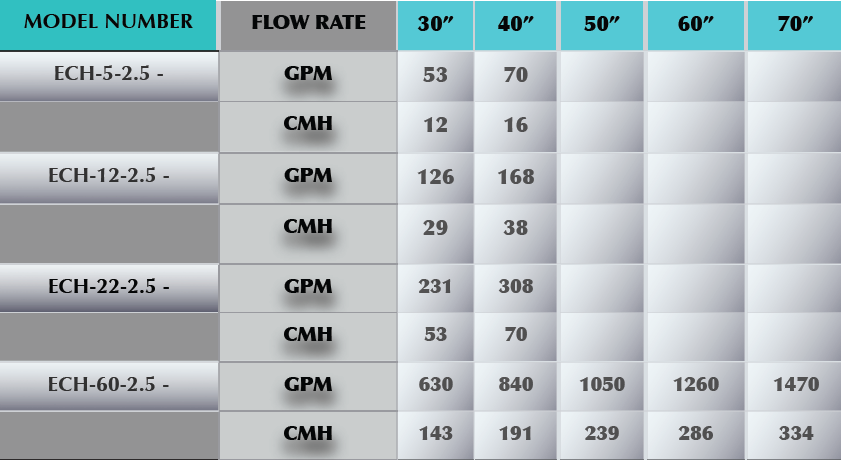 MODEL NUMBER FLOW RATE 30″ 40″ 50″ 60″ 70″
ECH-5-2.5 - GPM 53 70
CMH 12 16
ECH-12-2.5 - GPM 126 168
CMH 29 38
ECH-22-2.5 - GPM 231 308
CMH 53 70
ECH-60-2.5 - GPM 630 840 1050 1260 1470
CMH 143 191 239 286 334